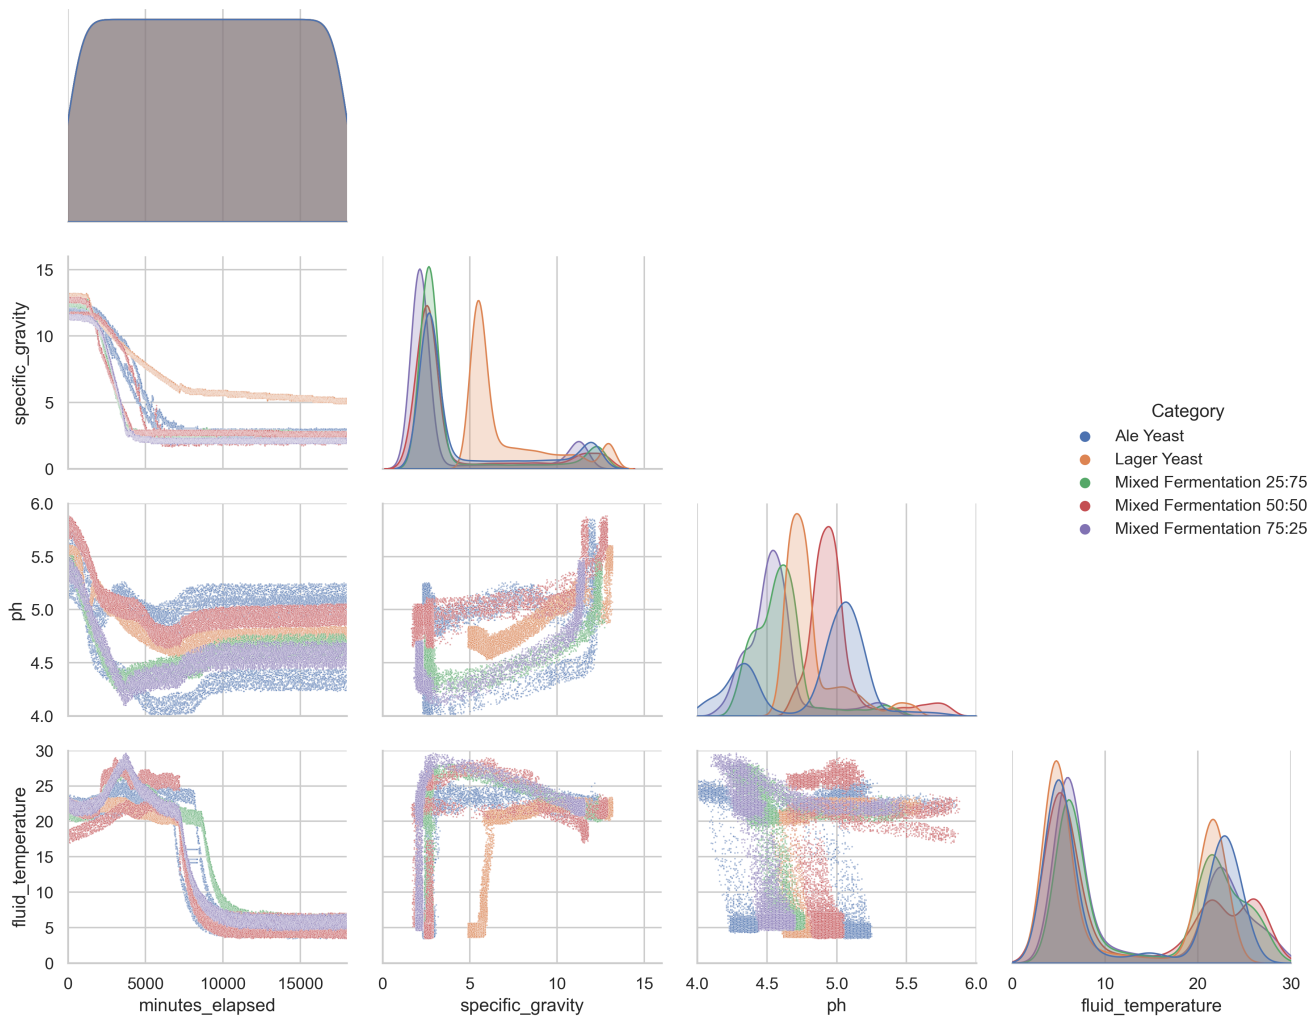 15
10
5
0
specific_gravity
Category
Ale Yeast
Lager Yeast
Mixed Fermentation 25:75
Mixed Fermentation 50:50
Mixed Fermentation 75:25
6.0
5.5
5.0
4.5
4.0
ph
30
25
20
15
10
5
0
fluid_temperature
0 5000 10000 15000
0 5 10 15
4.0 4.5 5.0 5.5 6.0
0 10 20 30
minutes_elapsed
specific_gravity
ph
fluid_temperature